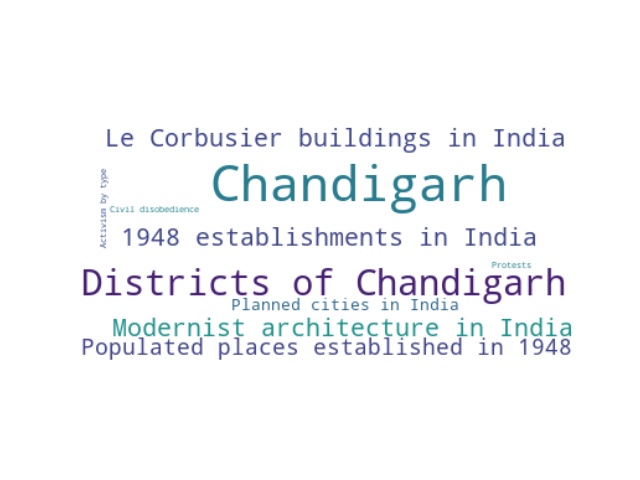 Le Corbusier buildings in India
Chandigarh
Activism by type
Civil disobedience
1948 establishments in India
Protests
Districts of Chandigarh
Planned cities in India
Modernist architecture in India
Populated places established in 1948